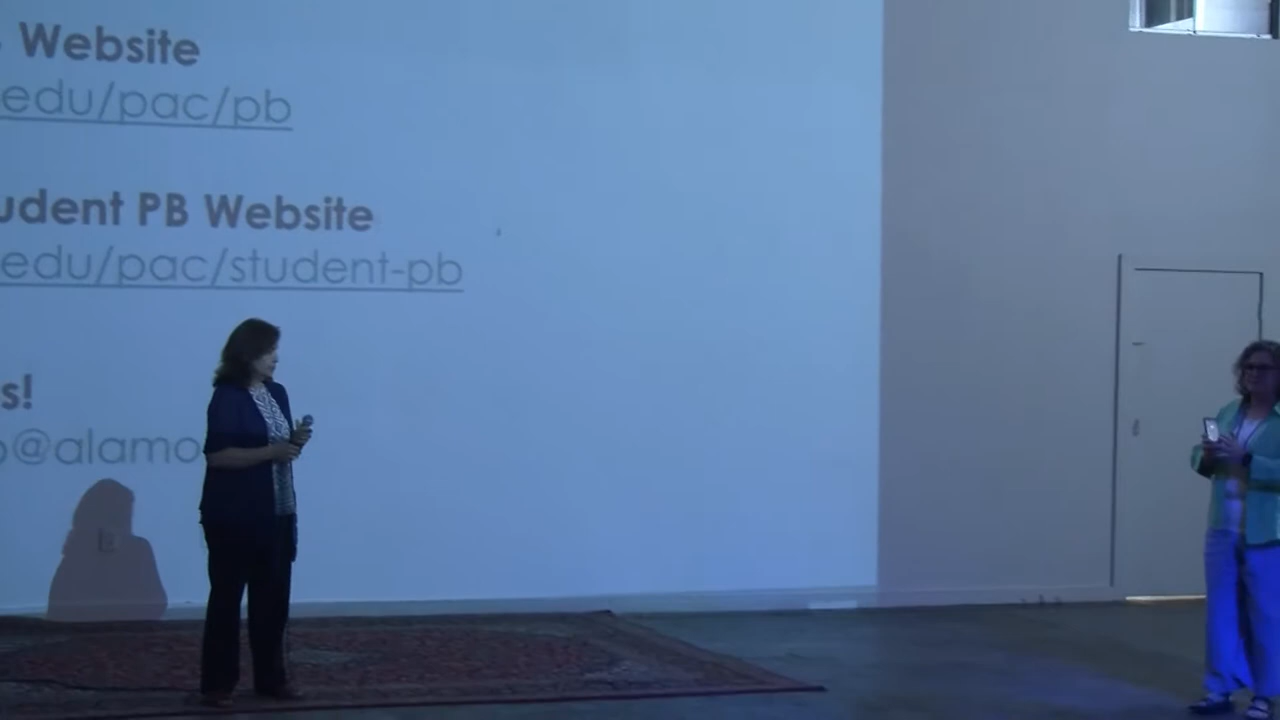 Website
edu/pac/pb
udent PB Website
edu/pac/student-pb
s!
@alamo